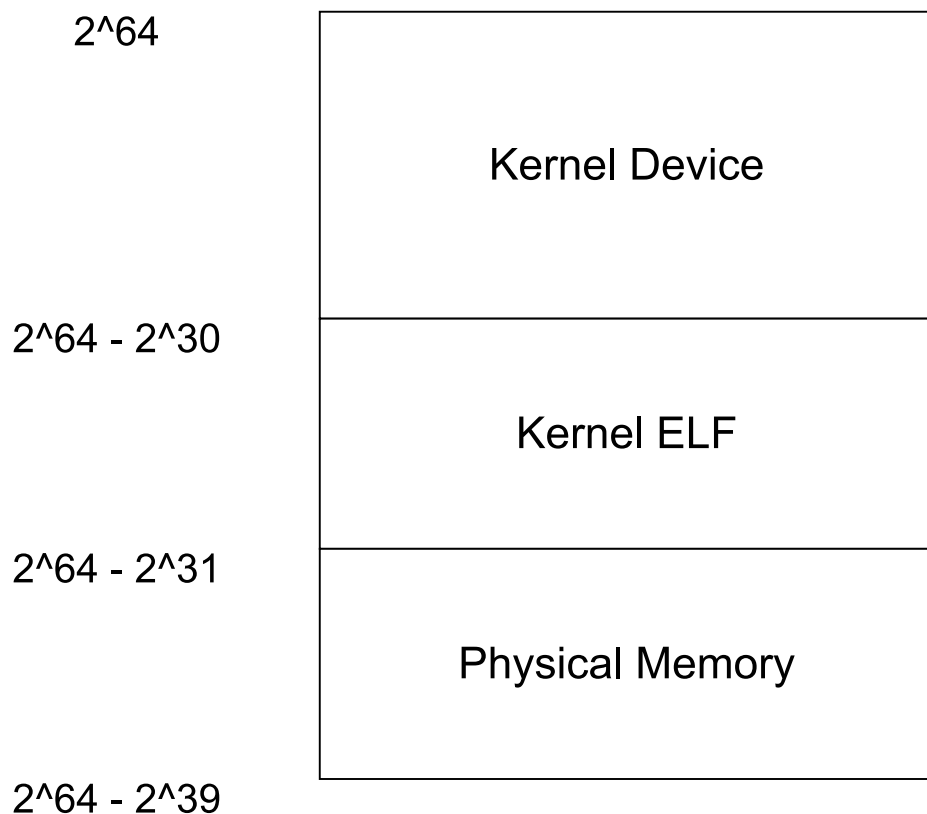 2^64
Kernel Device
2^64 - 2^30
Kernel ELF
2^64 - 2^31
Physical Memory
2^64 - 2^39